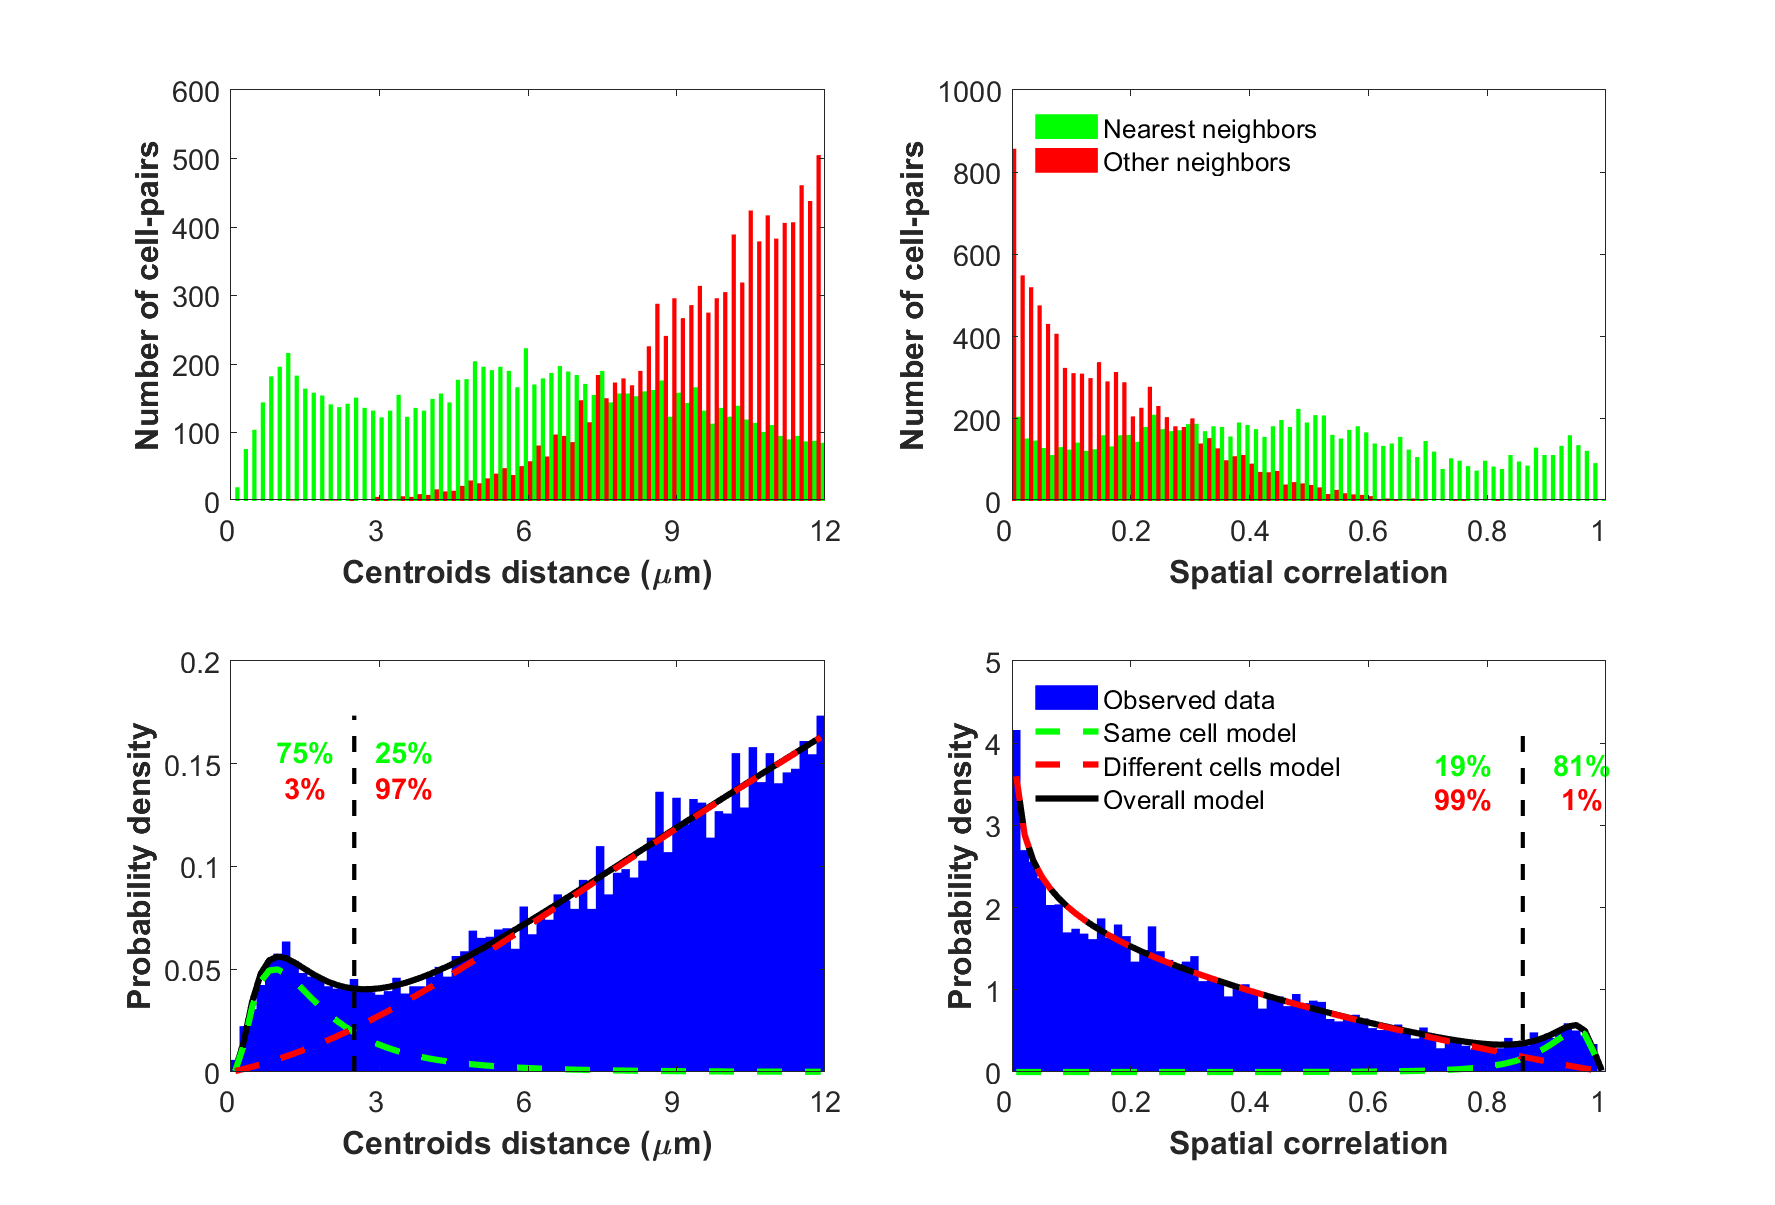 600
500
400
300
200
100
0
0 3 6 9 12
Number of cell-pairs
Centroids distance (μm)
1000
800
600
400
200
0
0 0.2 0.4 0.6 0.8 1
Number of cell-pairs
Spatial correlation
Nearest neighbors
Other neighbors
0.2
0.15
0.1
0.05
0
0 3 6 9 12
Probability density
Centroids distance (μm)
75% 25%
3% 97%
5
4
3
2
1
0
0 0.2 0.4 0.6 0.8 1
Probability density
Spatial correlation
Observed data
Same cell model
Different cells model
Overall model
19% 81%
99% 1%